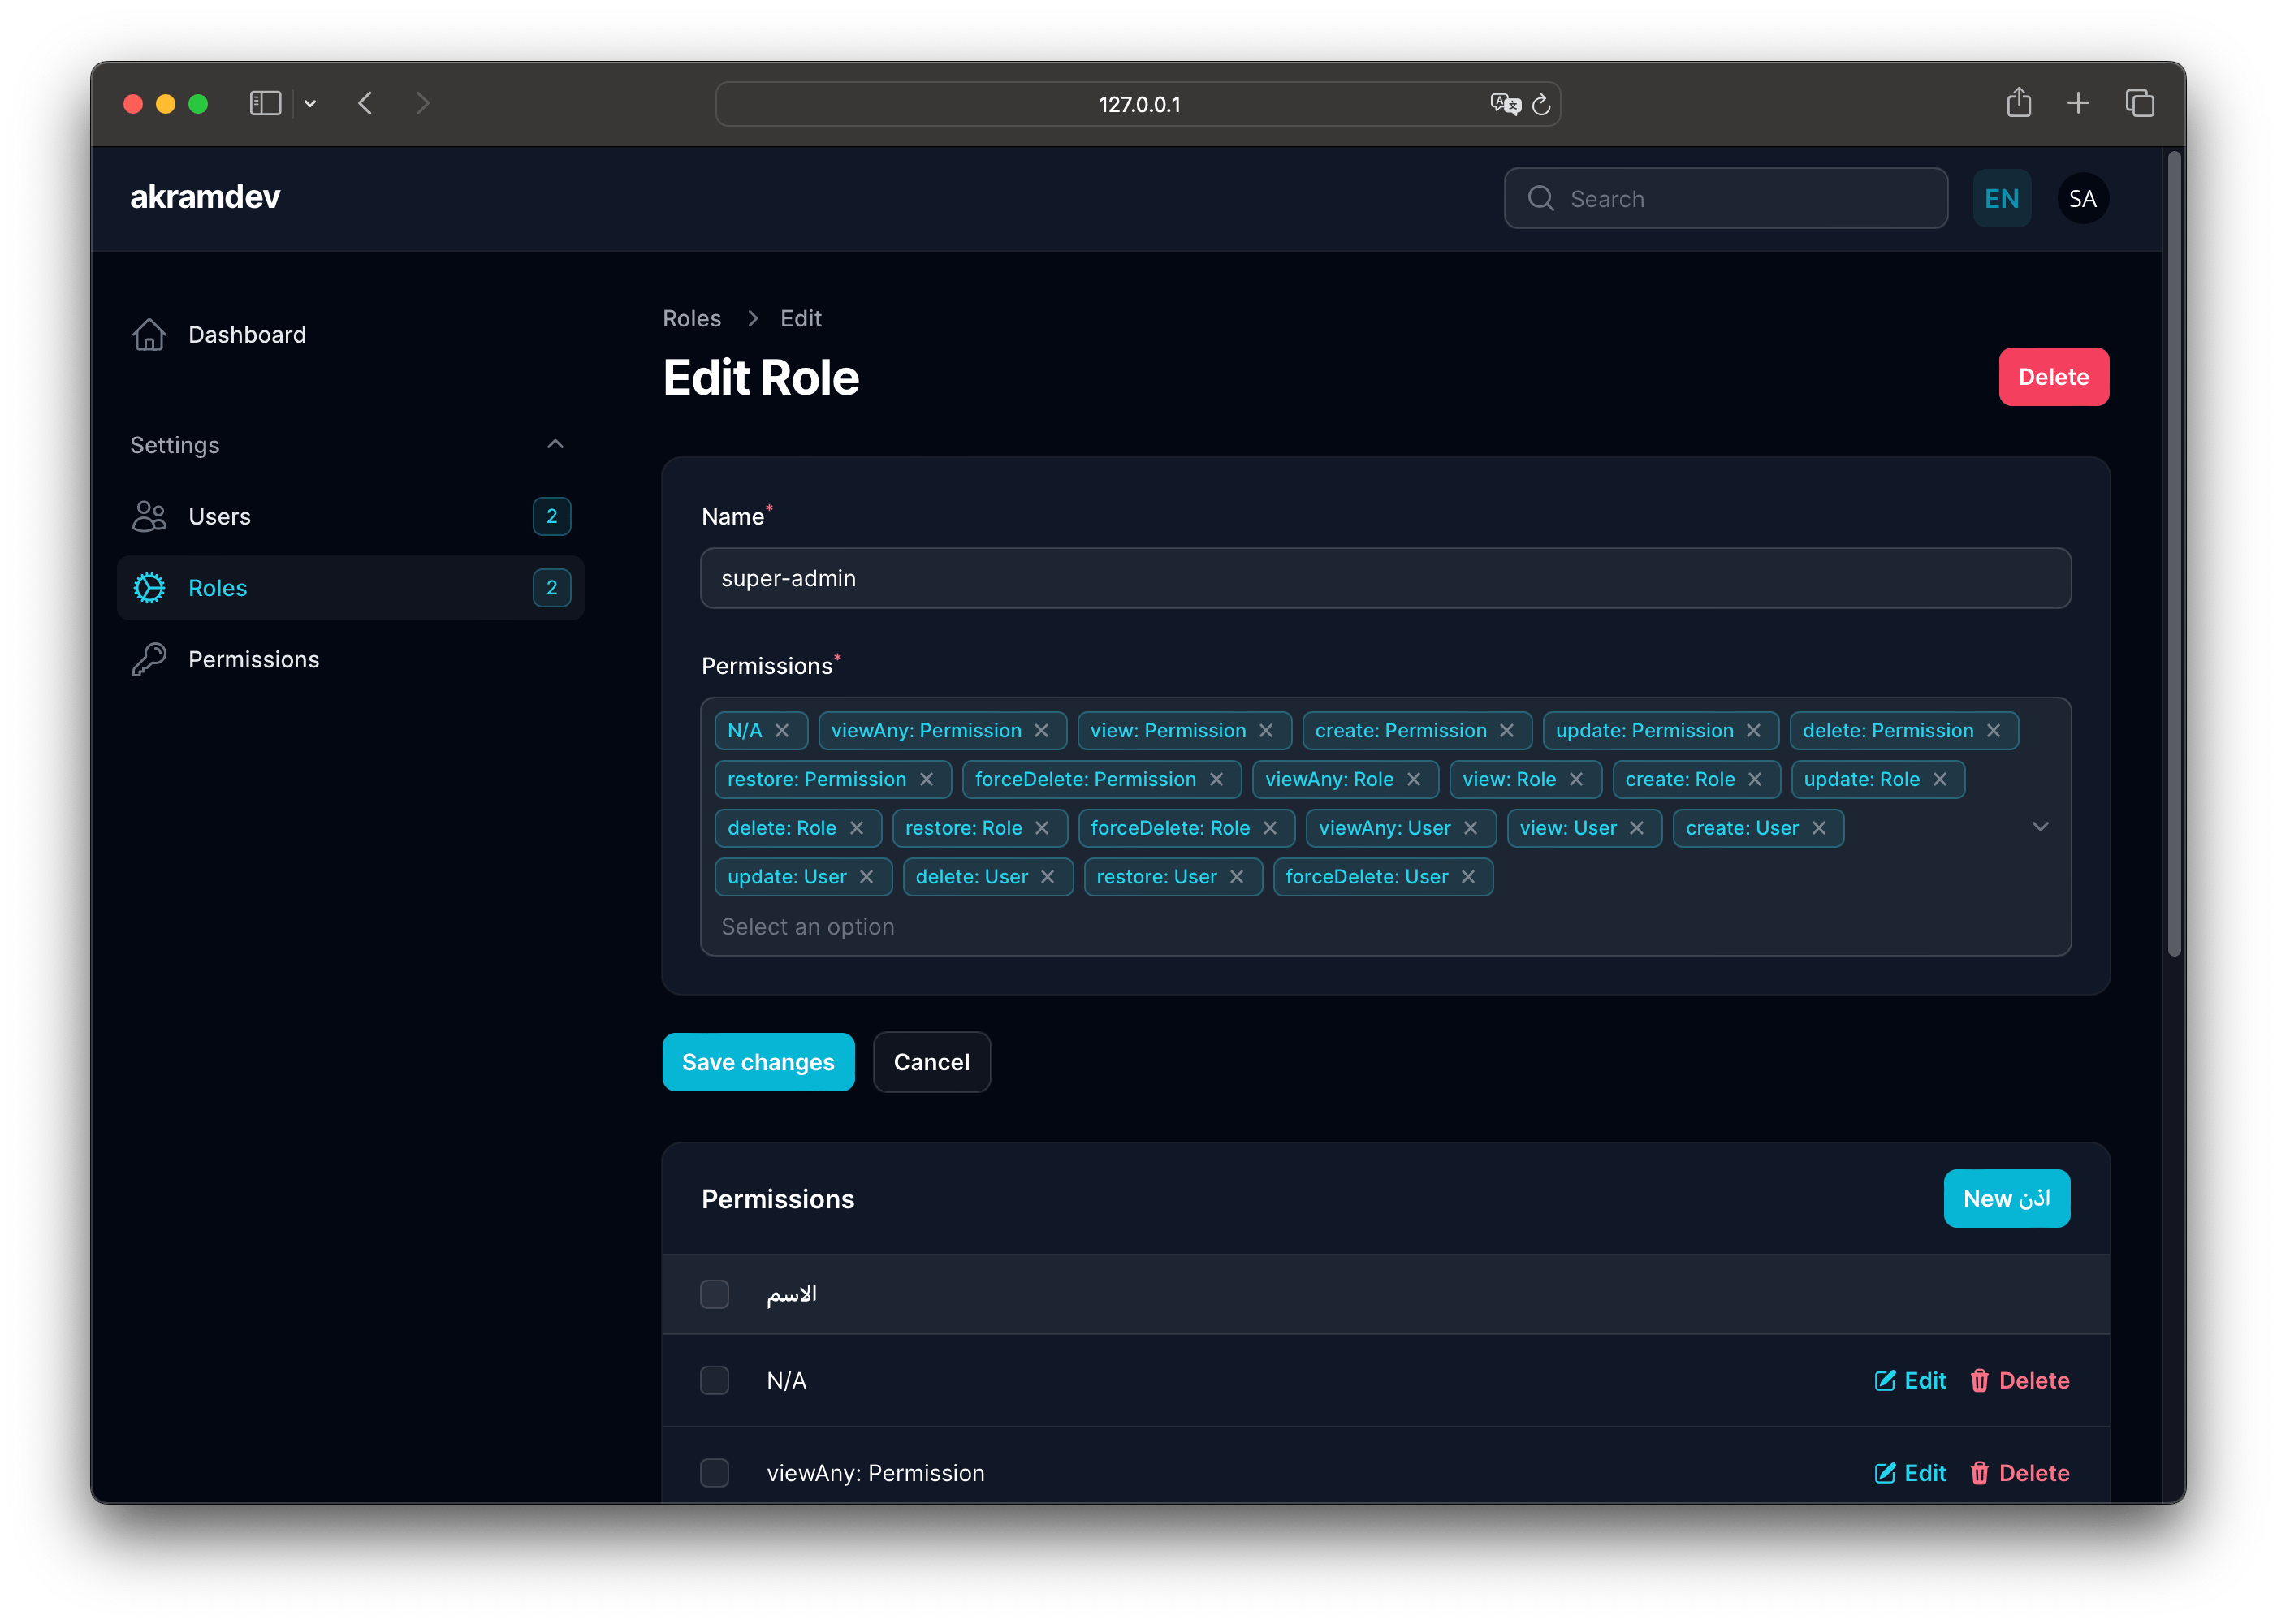 127.0.0.1
akramdev
Search
EN
SA
Dashboard
Settings
Users 2
Roles 2
Permissions
Roles > Edit
Edit Role
Delete
Name*
super-admin
Permissions*
N/A viewAny: Permission view: Permission create: Permission update: Permission delete: Permission
restore: Permission forceDelete: Permission viewAny: Role view: Role create: Role update: Role
delete: Role restore: Role forceDelete: Role viewAny: User view: User create: User
update: User delete: User restore: User forceDelete: User
Select an option
Save changes Cancel
Permissions
New اذن
الاسم
N/A Edit Delete
viewAny: Permission Edit Delete